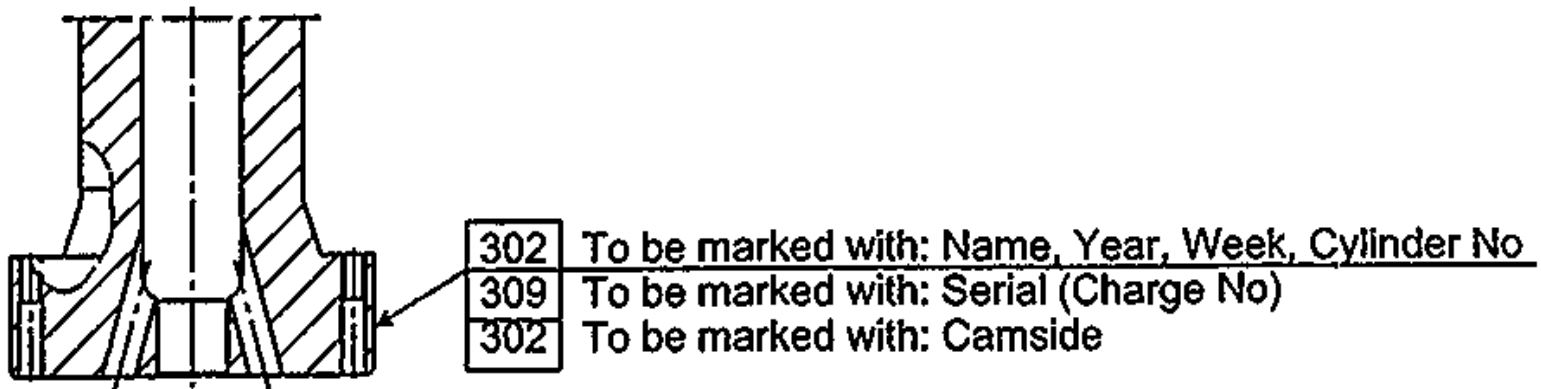 302 To be marked with: Name, Year, Week, Cylinder No
309 To be marked with: Serial (Charge No)
302 To be marked with: Camside